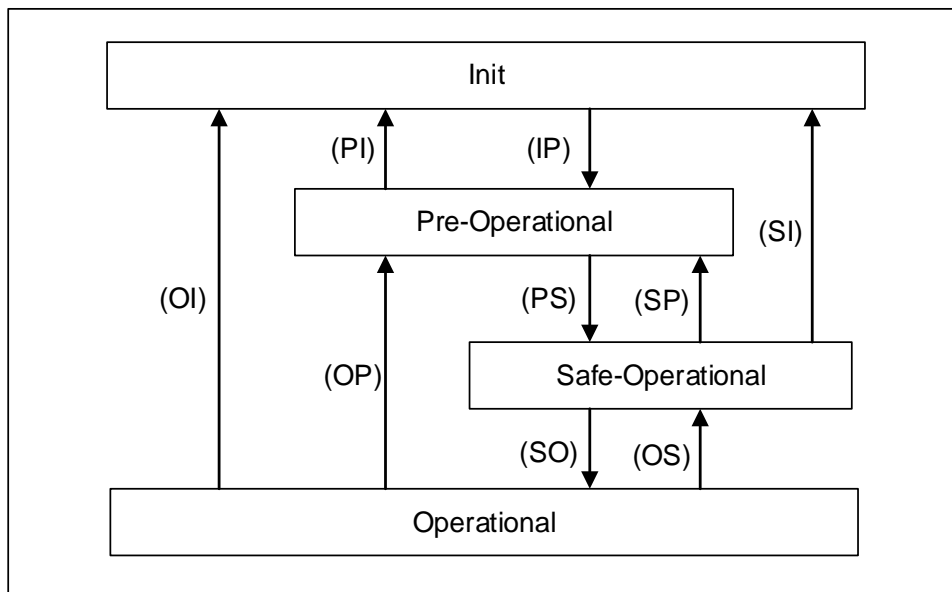 Init
(PI)
(IP)
Pre-Operational
(SI)
(OI)
(PS)
(SP)
(OP)
Safe-Operational
(SO)
(OS)
Operational